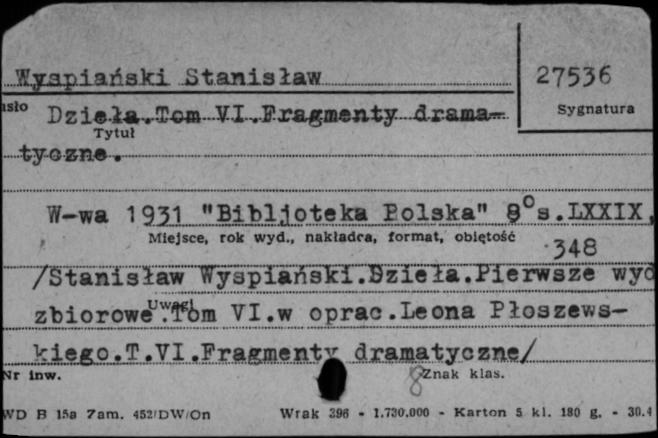 Wyspiański Stanisław
27536
Sygnatura
Dzieła.Tom VI.Fragmenty drama-
Tytuł
tyczne.
W-wa 1931 "Bibljoteka Polska" 8° s.LXXIX,
Miejsce, rok wyd., nakładca, format, objętość
348
/Stanisław Wyspiański.Dzieła.Pierwsze wyd
Uwagi
zbiorowe.Tom VI.w oprac.Leona Płoszews-
kiego.T.VI.Fragmenty dramatyczne/
Nr inw.
8
Znak klas.
WD B 15a Zam. 452/DW/On Wrak 396 - 1.730.000 - Karton 5 kl. 180 g. - 30.4